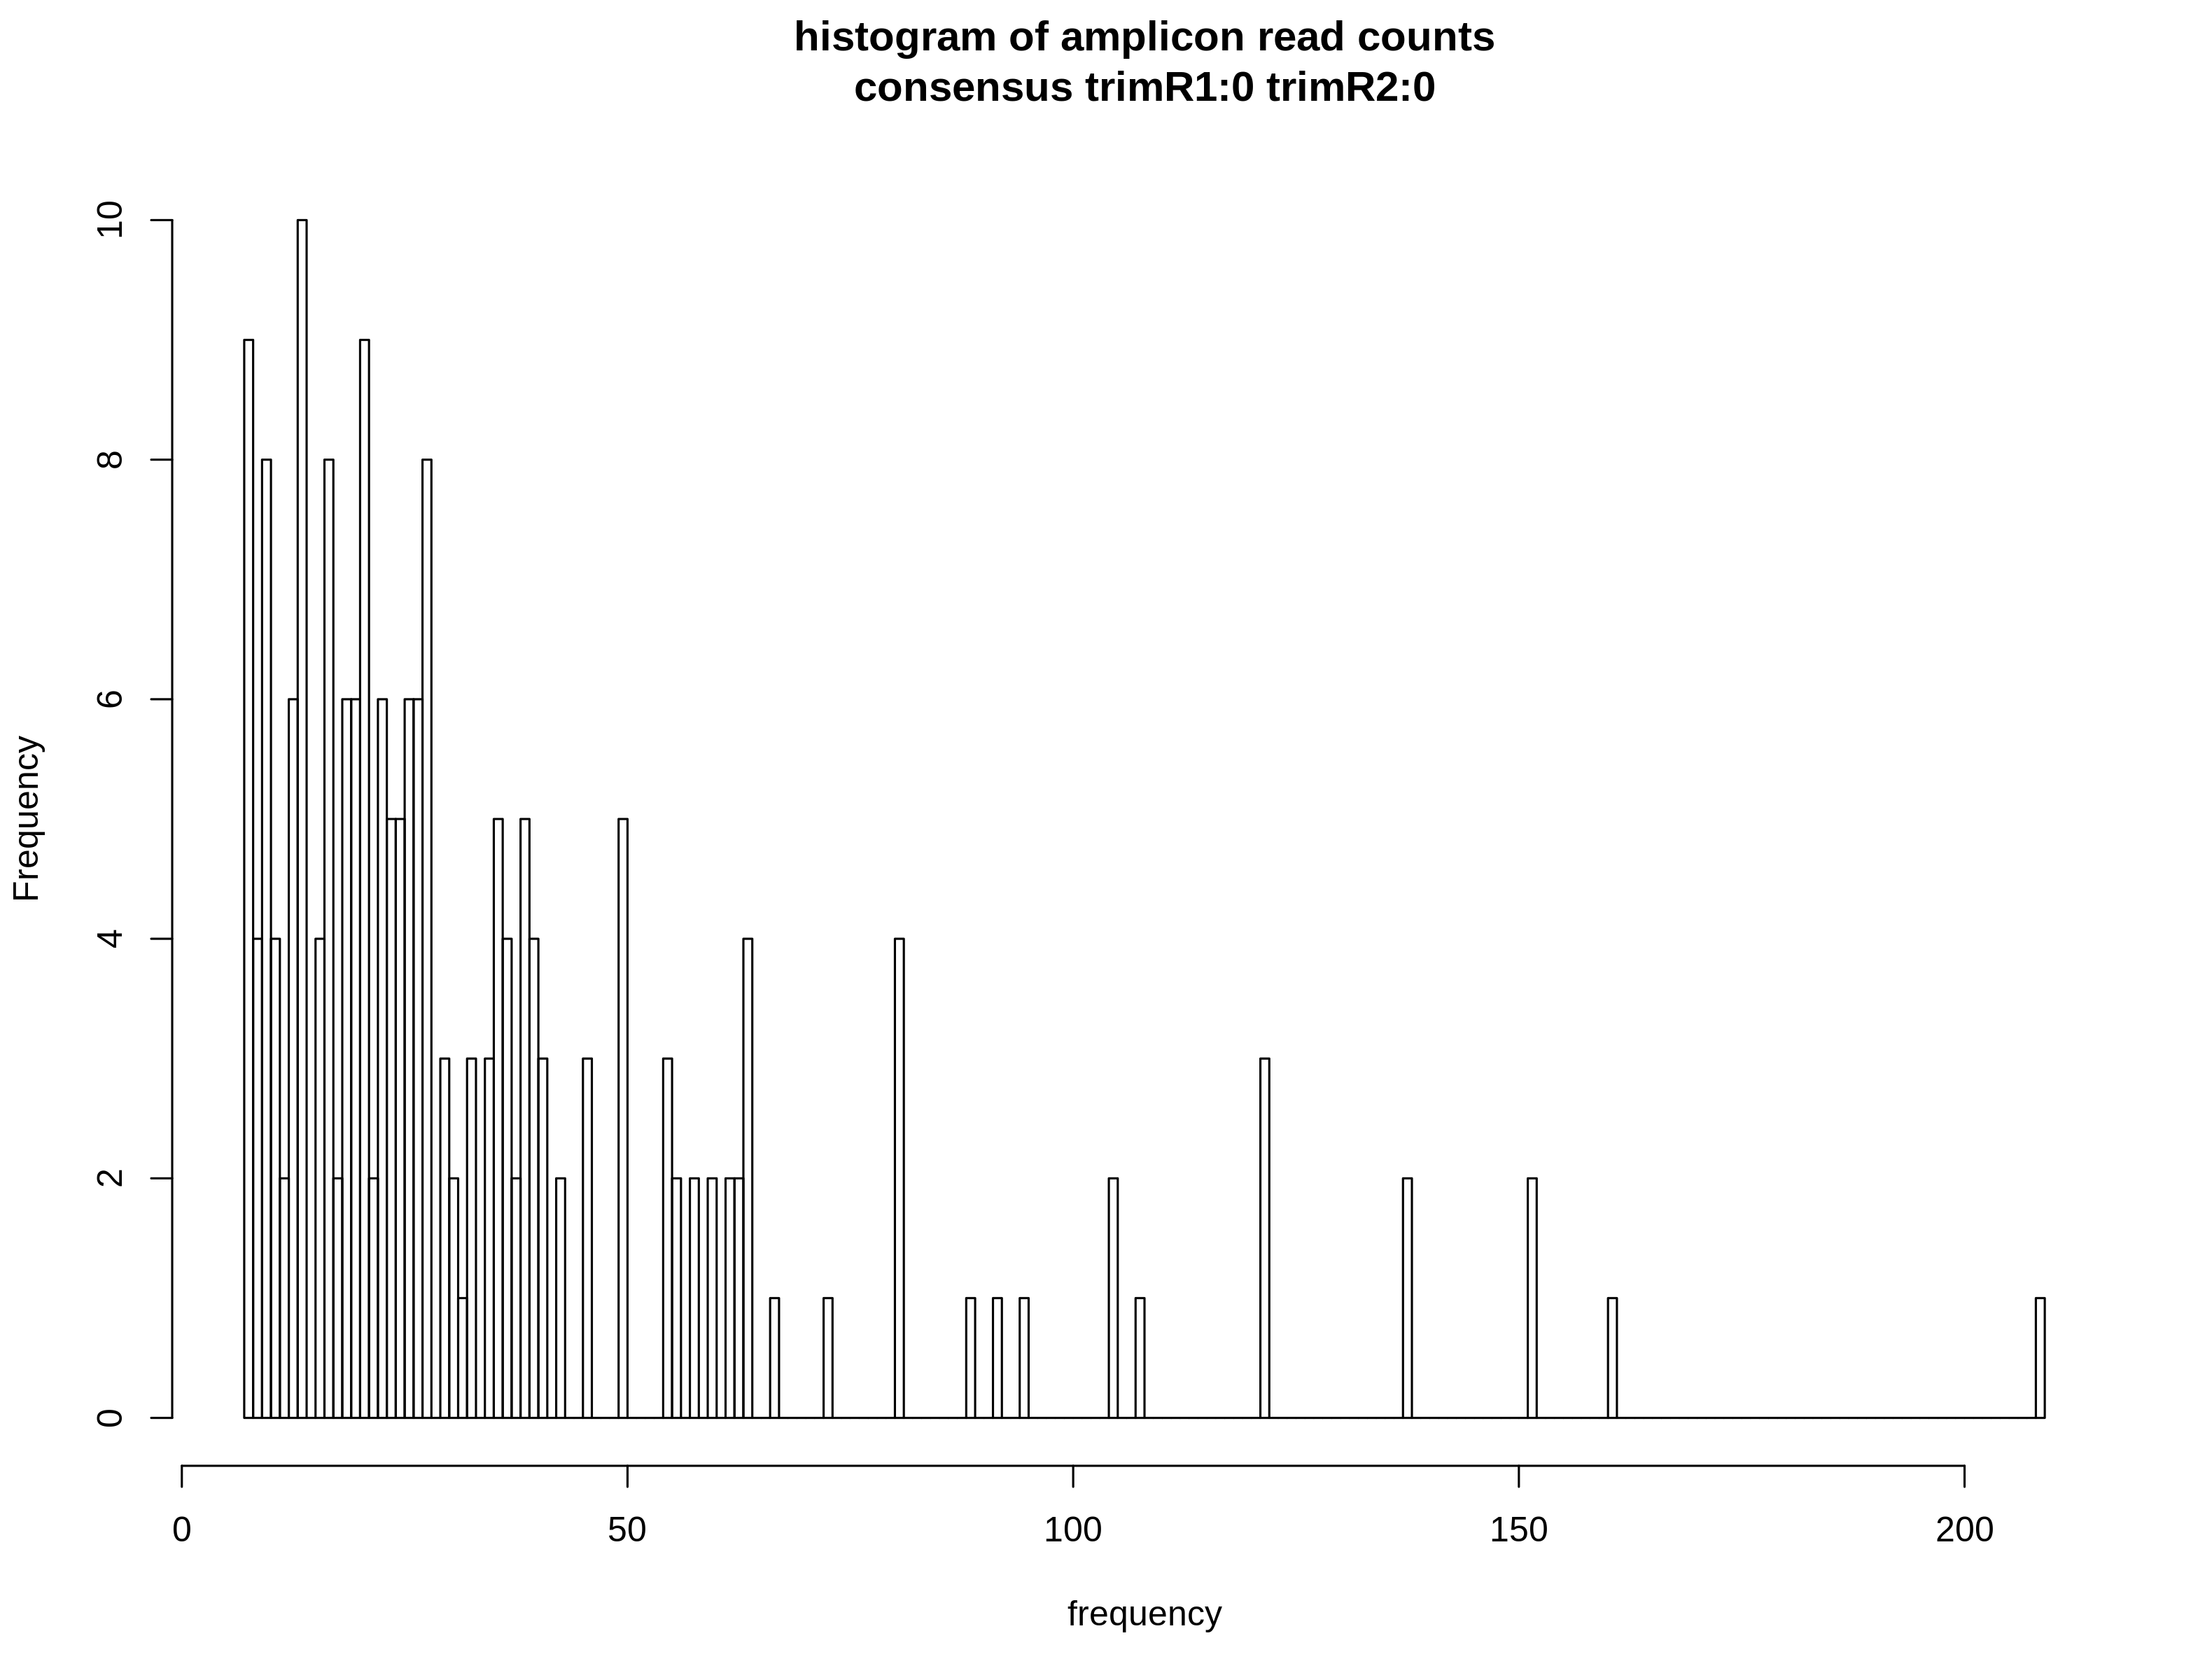 histogram of amplicon read counts
consensus trimR1:0 trimR2:0
10
8
6
4
2
0
Frequency
0 50 100 150 200
frequency